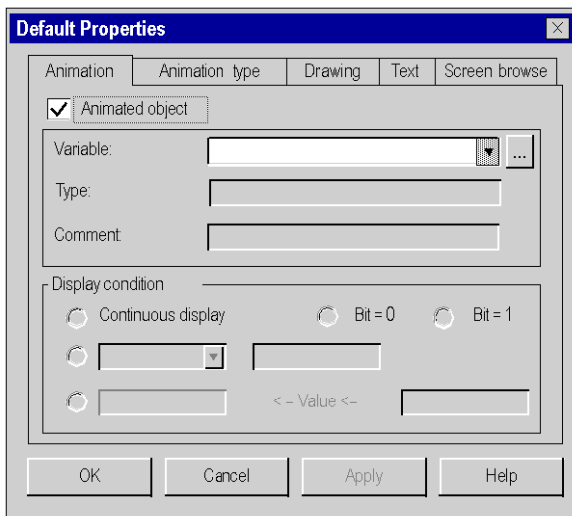 Default Properties
Animation Animation type Drawing Text Screen browse
Animated object
Variable: ...
Type:
Comment:
Display condition
Continuous display Bit = 0 Bit = 1
< - Value <-
OK Cancel Apply Help